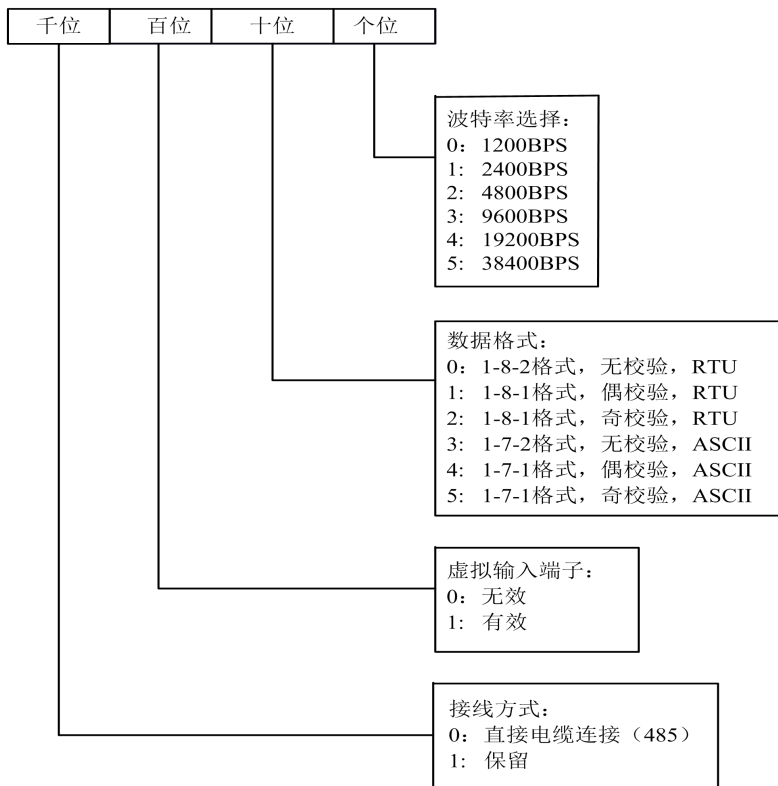 千位 百位 十位 个位
波特率选择：
0：1200BPS
1: 2400BPS
2: 4800BPS
3: 9600BPS
4: 19200BPS
5: 38400BPS
数据格式：
0：1-8-2格式，无校验，RTU
1: 1-8-1格式，偶校验，RTU
2: 1-8-1格式，奇校验，RTU
3: 1-7-2格式，无校验，ASCII
4: 1-7-1格式，偶校验，ASCII
5: 1-7-1格式，奇校验，ASCII
虚拟输入端子：
0：无效
1: 有效
接线方式：
0：直接电缆连接（485）
1: 保留